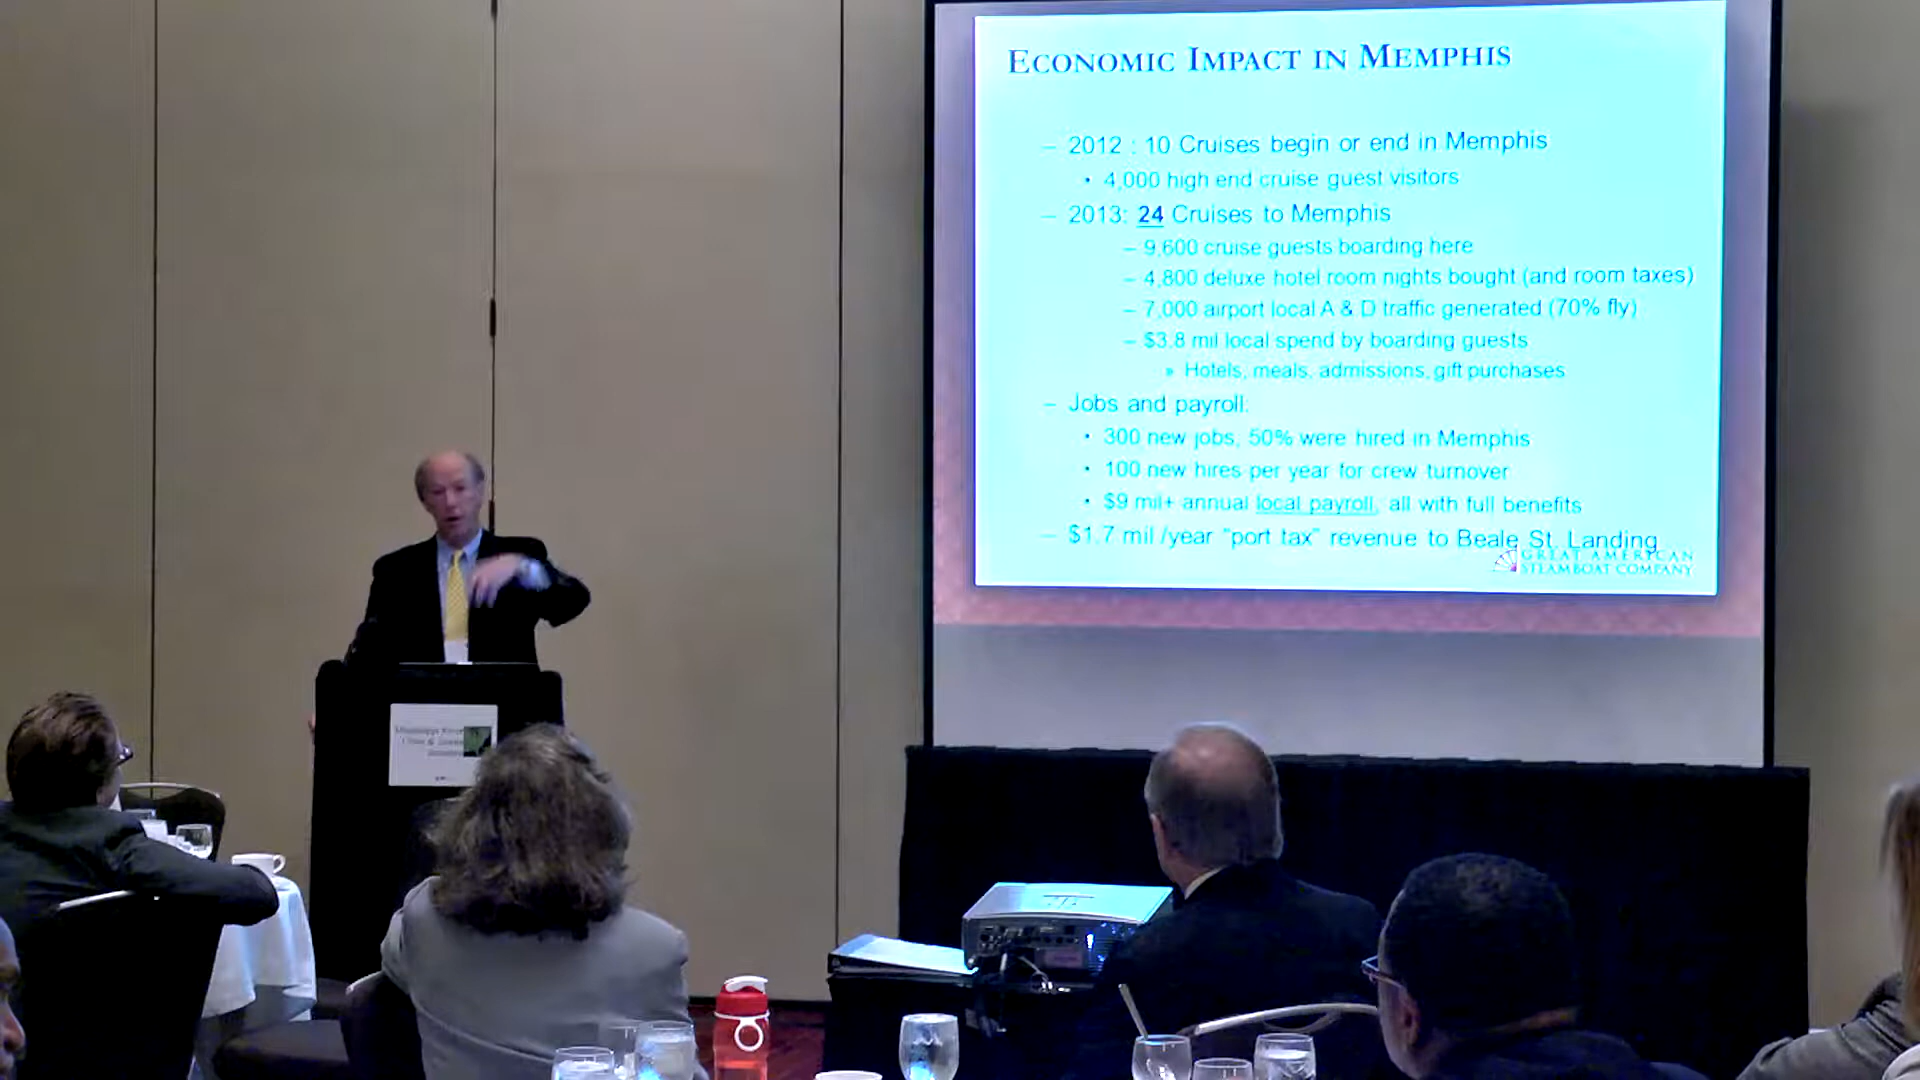 ECONOMIC IMPACT IN MEMPHIS
– 2012 : 10 Cruises begin or end in Memphis
• 4,000 high end cruise guest visitors
– 2013: 24 Cruises to Memphis
– 9,600 cruise guests boarding here
– 4,800 deluxe hotel room nights bought (and room taxes)
– 7,000 airport local A & D traffic generated (70% fly)
– $3.8 mil local spend by boarding guests
» Hotels, meals, admissions, gift purchases
– Jobs and payroll:
• 300 new jobs, 50% were hired in Memphis
• 100 new hires per year for crew turnover
• $9 mil+ annual local payroll, all with full benefits
– $1.7 mil /year "port tax" revenue to Beale St. Landing
GREAT AMERICAN
STEAMBOAT COMPANY
Mississippi River